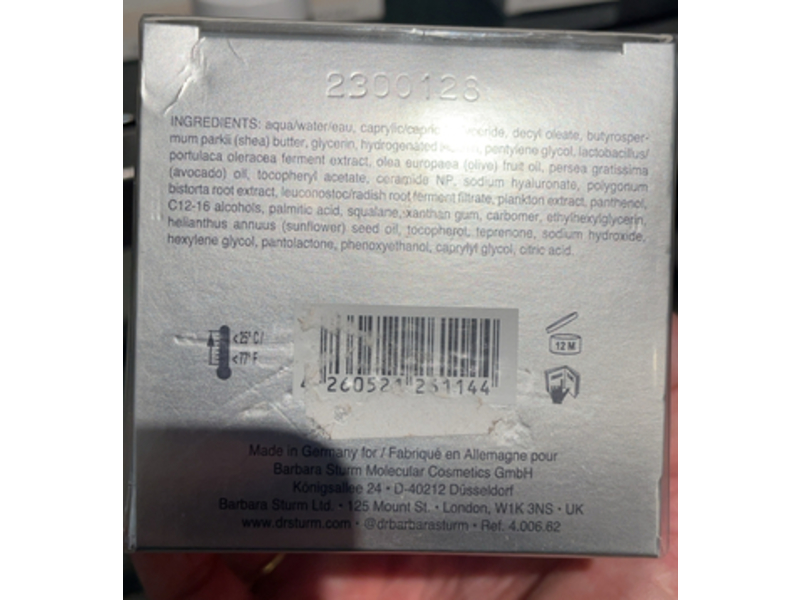 2300128
INGREDIENTS: aqua/water/eau, caprylic/capric decyl oleate, butyrosper-
mum parkii (shea) butter, glycerin, hydrogenated pentylene glycol, lactobacillus/
portulaca oleracea ferment extract, olea europaea (olive) fruit oil, persea gratissima
(avocado) oil, tocopheryl acetate, ceramide NP, sodium hyaluronate, polygonum
bistorta root extract, leuconostoc/radish root ferment filtrate, plankton extract, panthenol,
C12-16 alcohols, palmitic acid, squalane, xanthan gum, carbomer, ethylhexylglycerin,
helianthus annuus (sunflower) seed oil, tocopherol, teprenone, sodium hydroxide,
hexylene glycol, pantolactone, phenoxyethanol, caprylyl glycol, citric acid.
<25° C /
<77° F
12 M
4 260521 261144
Made in Germany for / Fabriqué en Allemagne pour
Barbara Sturm Molecular Cosmetics GmbH
Königsallee 24 • D-40212 Düsseldorf
Barbara Sturm Ltd. • 125 Mount St. • London, W1K 3NS • UK
www.drsturm.com • @drbarbarasturm • Ref. 4.006.62